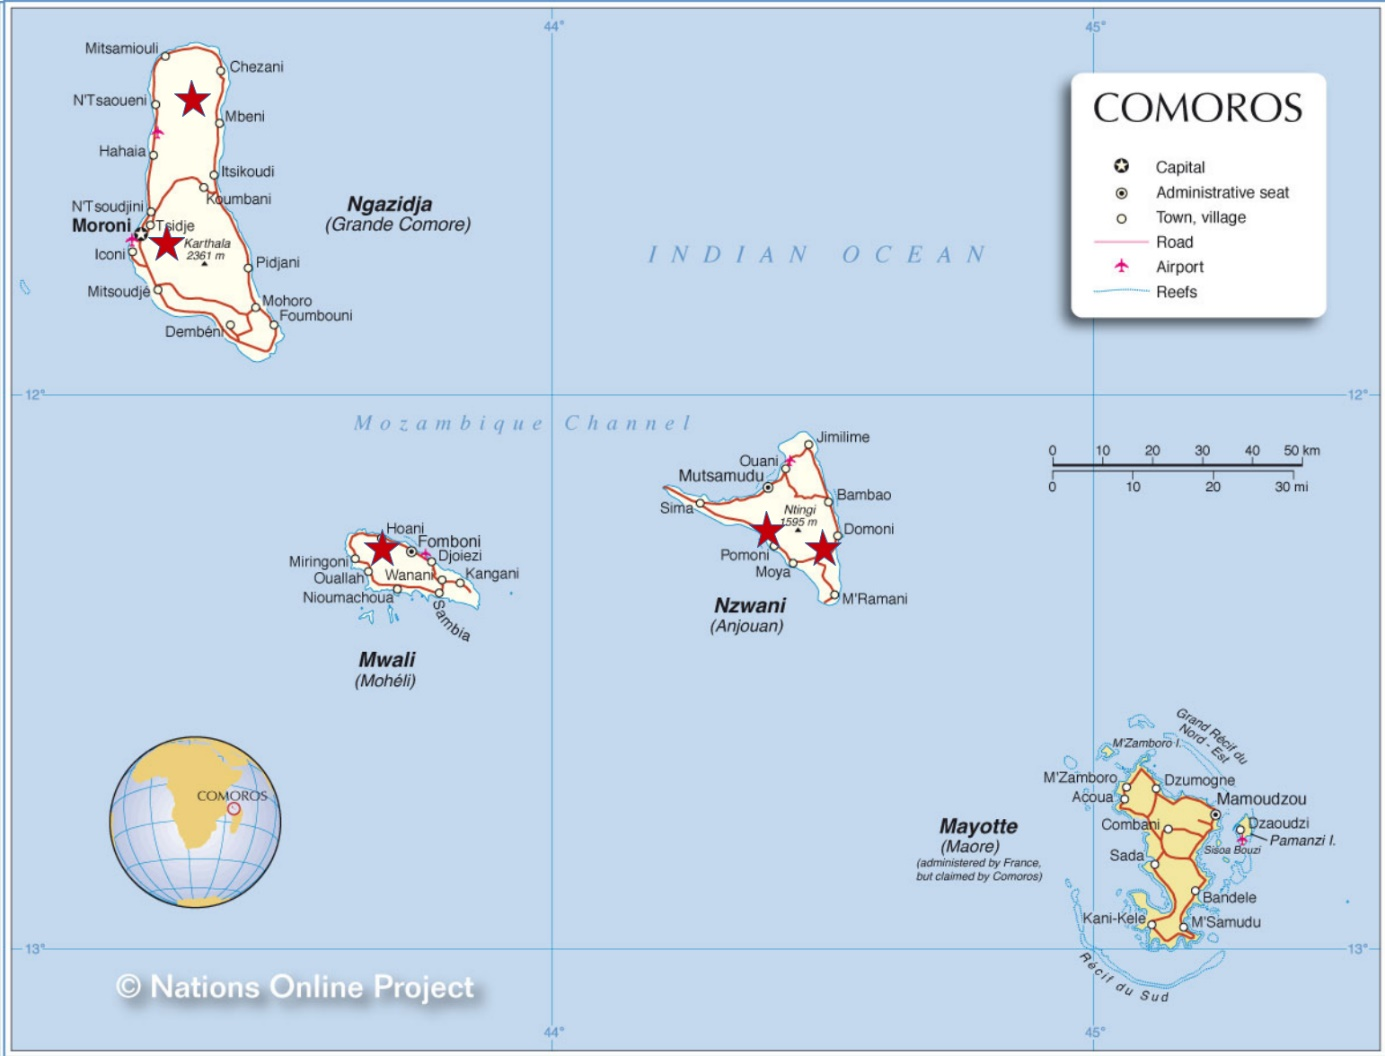 44°
45°
Mitsamiouli
Chezani
N'Tsaoueni
Mbeni
Hahaia
Itsikoudi
Koumbani
N'Tsoudjini
Moroni
Tsidje
Iconi
Karthala
2361 m
Pidjani
Mitsoudjé
Mohoro
Foumbouni
Dembéni
Ngazidja
(Grande Comore)
INDIAN OCEAN
COMOROS
Capital
Administrative seat
Town, village
Road
Airport
Reefs
12°
12°
Mozambique Channel
0 10 20 30 40 50 km
0 10 20 30 mi
Jimilime
Ouani
Mutsamudu
Sima
Bambao
Ntingi
1595 m
Domoni
Pomoni
Moya
M'Ramani
Nzwani
(Anjouan)
Hoani
Fomboni
Djoiezi
Miringoni
Ouallah
Wanani
Kangani
Nioumachoua
Sambia
Mwali
(Mohéli)
COMOROS
Grand Récif du
Nord - Est
M'Zamboro I.
M'Zamboro
Dzumogne
Acoua
Mamoudzou
Combani
Dzaoudzi
Pamanzi I.
Sisoa Bouzi
Sada
Bandele
Kani-Kele
M'Samudu
Récif du Sud
Mayotte
(Maore)
(administered by France,
but claimed by Comoros)
13°
13°
© Nations Online Project
44°
45°